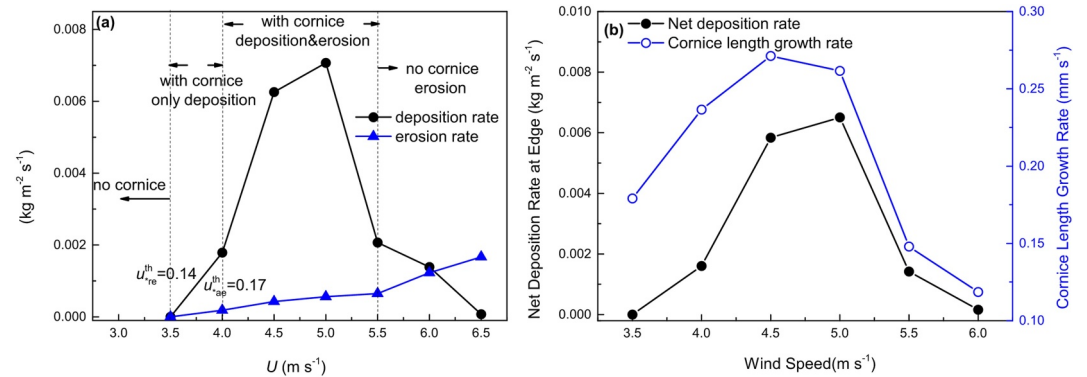 (a)
with cornice
deposition&erosion
with cornice
only deposition
no cornice
erosion
deposition rate
erosion rate
no cornice
u*re^th=0.14
u*ae^th=0.17
(kg m-2 s-1)
0.008
0.006
0.004
0.002
0.000
3.0 3.5 4.0 4.5 5.0 5.5 6.0 6.5
U (m s-1)
(b)
Net deposition rate
Cornice length growth rate
Net Deposition Rate at Edge (kg m-2 s-1)
0.010
0.008
0.006
0.004
0.002
0.000
3.5 4.0 4.5 5.0 5.5 6.0
Wind Speed(m s-1)
0.30
0.25
0.20
0.15
0.10
Cornice Length Growth Rate (mm s-1)